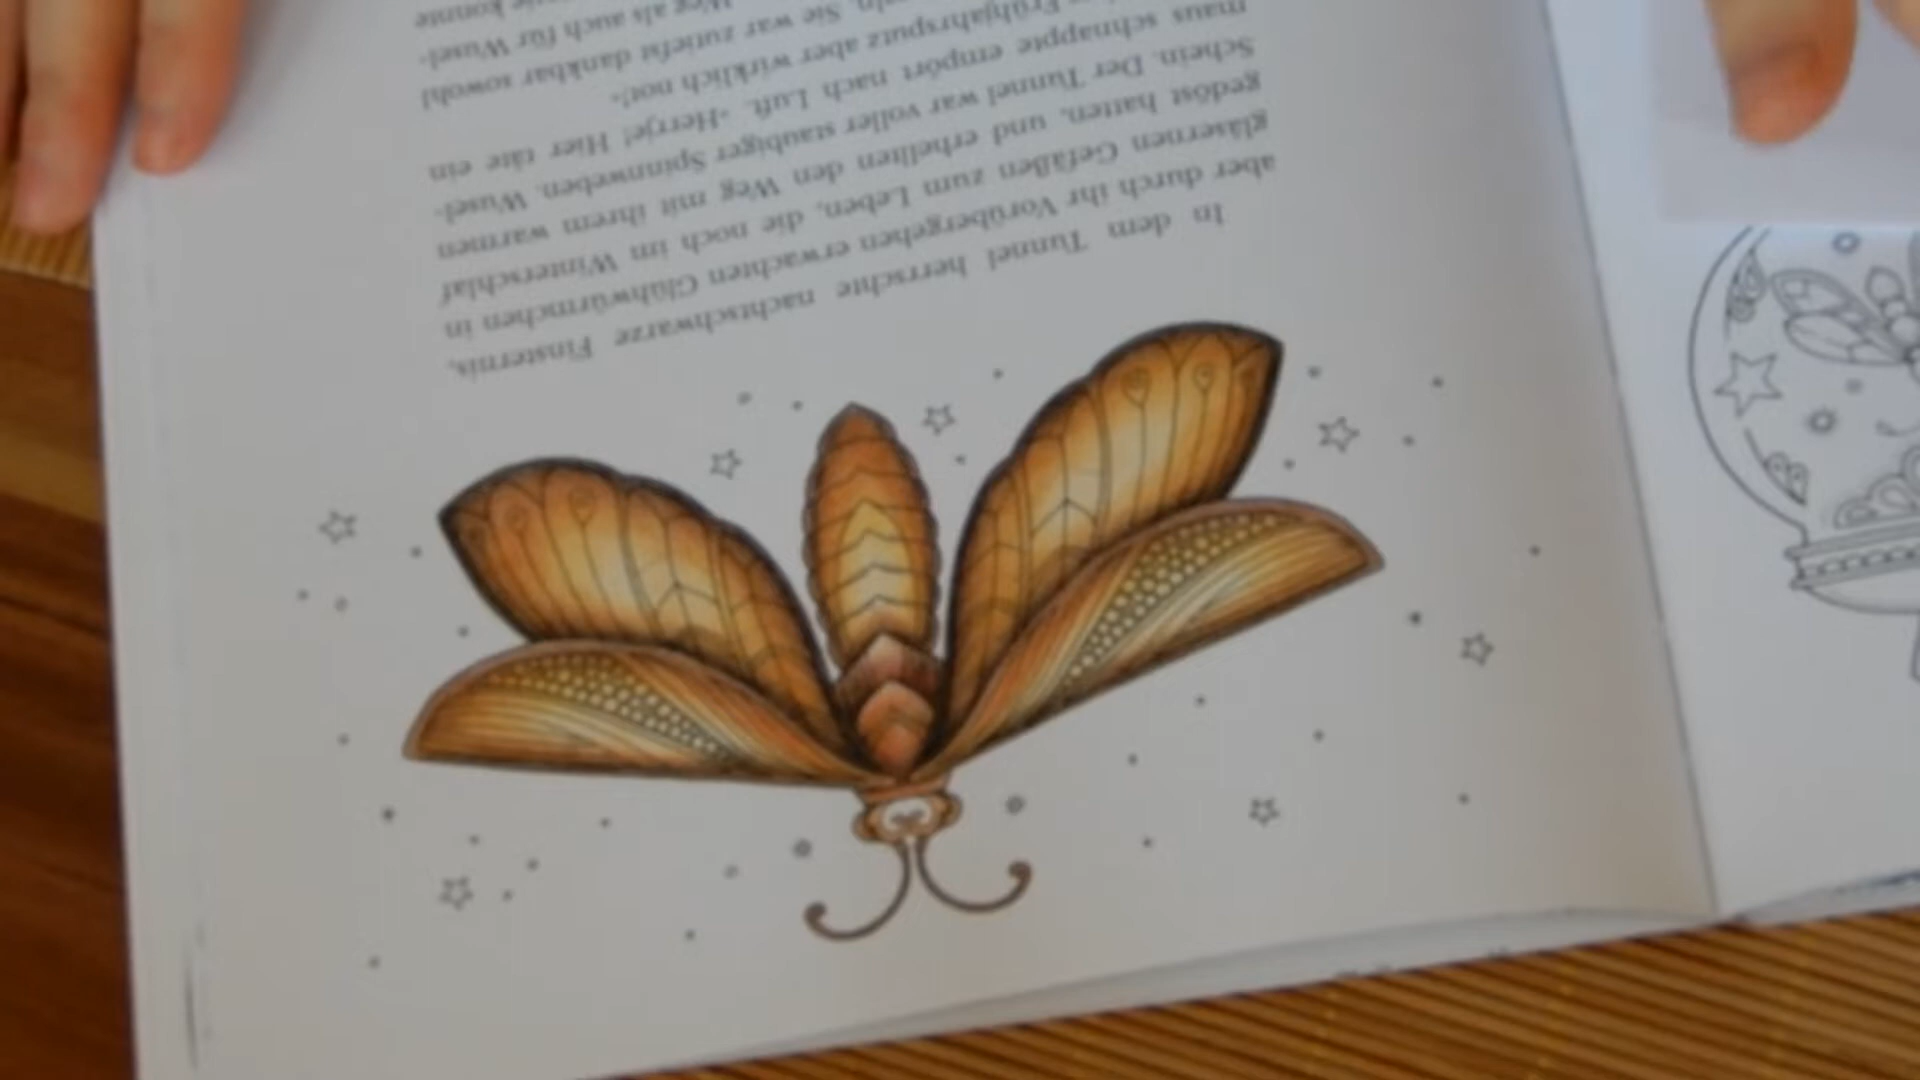 In dem Tunnel herrschte nachtschwarze Finsternis,
aber durch ihr Vorübergehen erwachten Glühwürmchen in
gläsernen Gefäßen zum Leben, die noch im Winterschlaf
gedöst hatten, und erhellten den Weg mit ihrem warmen
Schein. Der Tunnel war voller staubiger Spinnweben. Wusel-
maus schnappte empört nach Luft. »Herrje! Hier täte ein
Frühjahrsputz aber wirklich not!«
Sie war zutiefst dankbar sowohl
Weg als auch für Wusel-
konnte